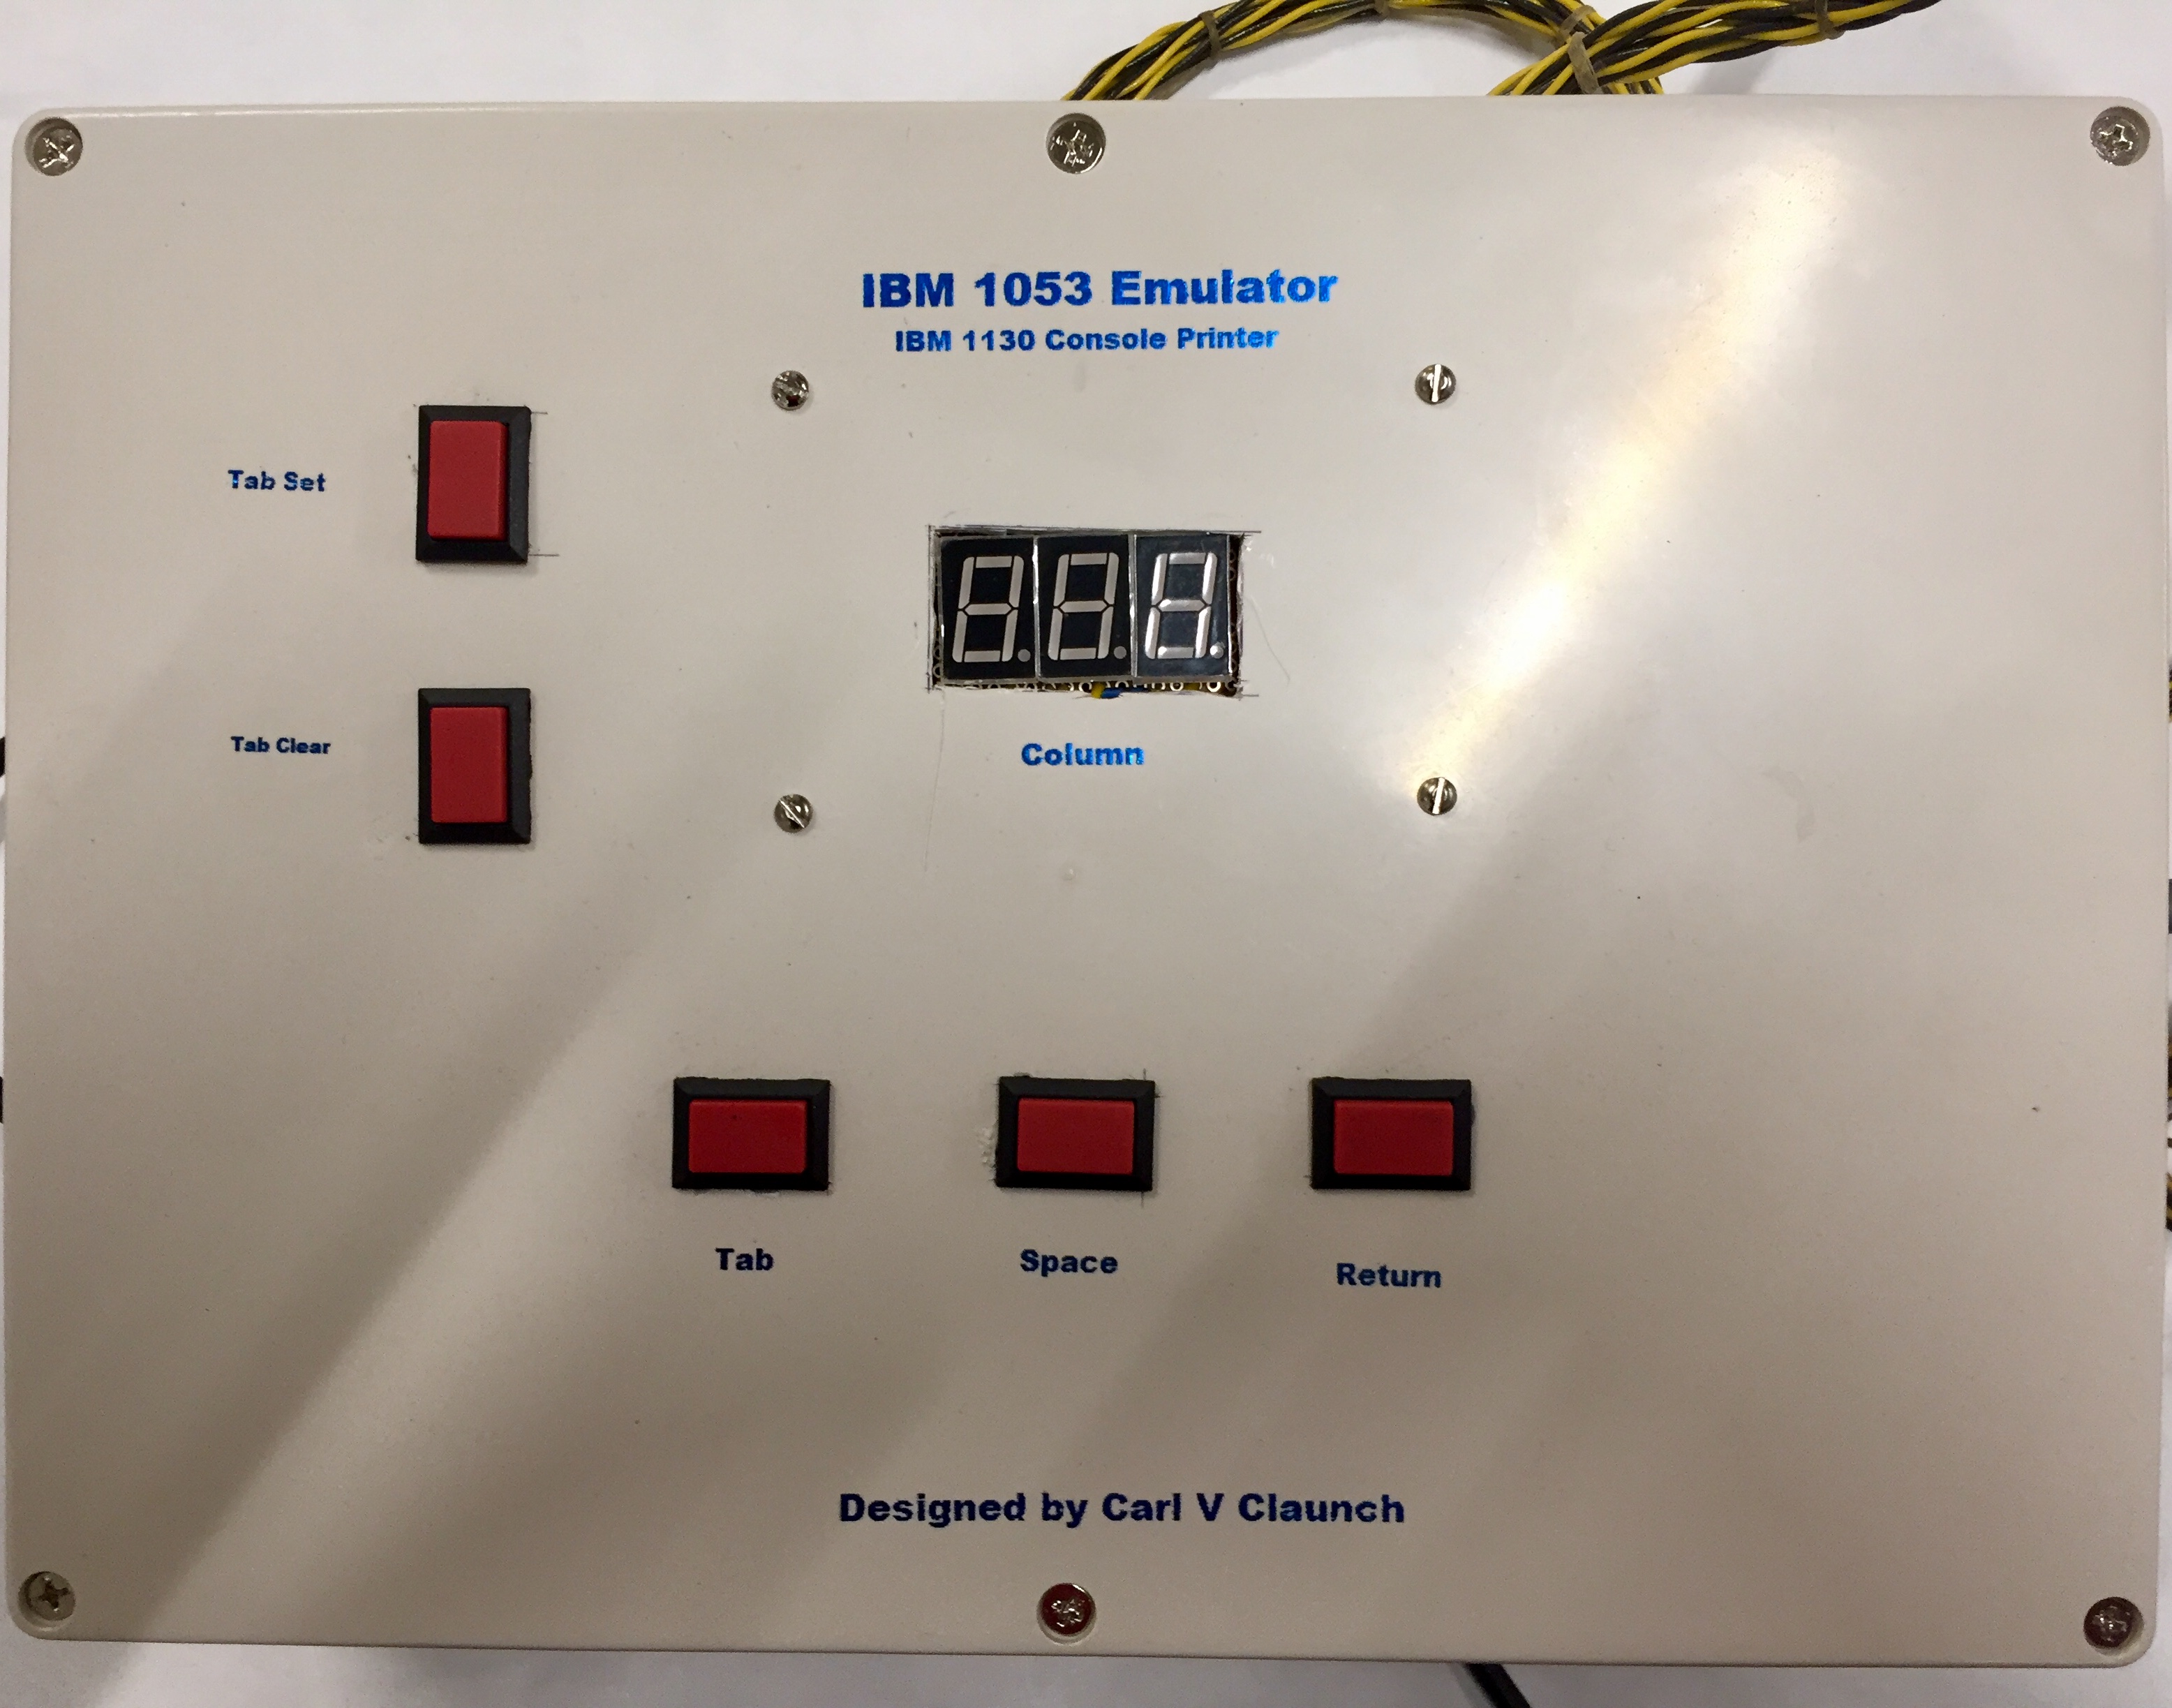 IBM 1053 Emulator
IBM 1130 Console Printer
Tab Set
Tab Clear
Column
Tab
Space
Return
Designed by Carl V Claunch